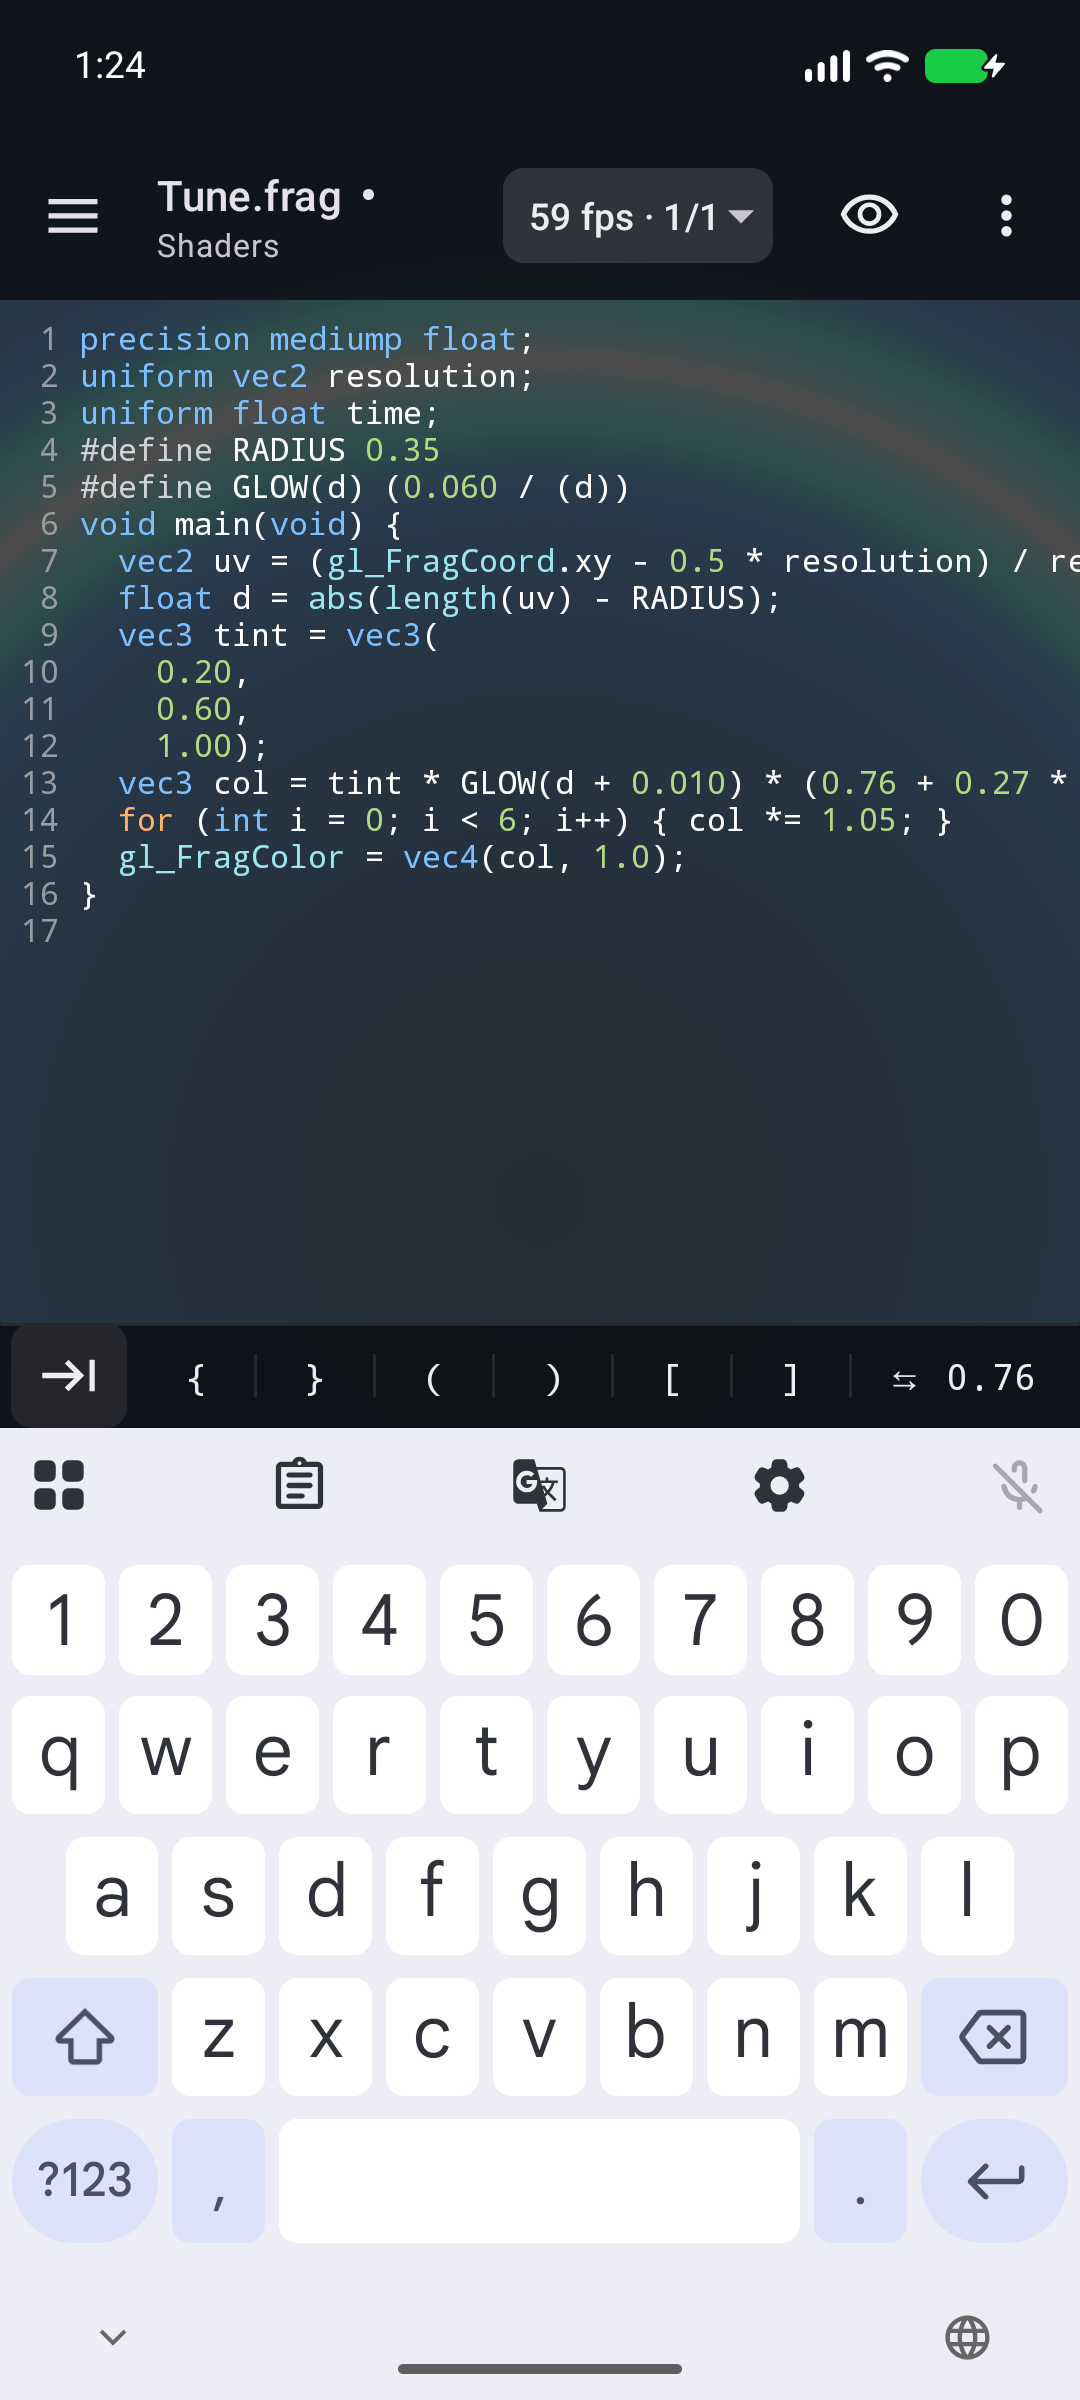 1:24
Tune.frag •
Shaders
59 fps · 1/1
1 precision mediump float;
2 uniform vec2 resolution;
3 uniform float time;
4 #define RADIUS 0.35
5 #define GLOW(d) (0.060 / (d))
6 void main(void) {
7   vec2 uv = (gl_FragCoord.xy - 0.5 * resolution) / re
8   float d = abs(length(uv) - RADIUS);
9   vec3 tint = vec3(
10     0.20,
11     0.60,
12     1.00);
13   vec3 col = tint * GLOW(d + 0.010) * (0.76 + 0.27 *
14   for (int i = 0; i < 6; i++) { col *= 1.05; }
15   gl_FragColor = vec4(col, 1.0);
16 }
17
{ } ( ) [ ] ⇆ 0.76
1 2 3 4 5 6 7 8 9 0
q w e r t y u i o p
a s d f g h j k l
z x c v b n m
?123 , .